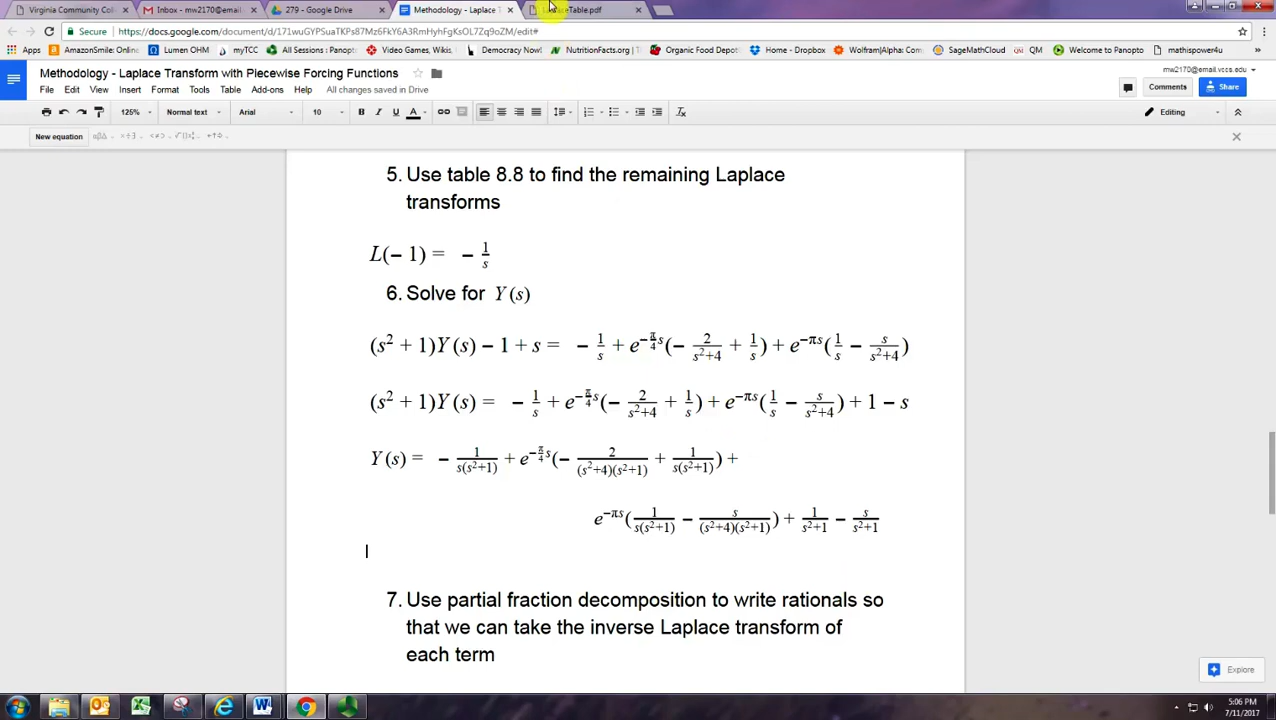 Virginia Community Coll
Inbox - mw2170@email.
279 - Google Drive
Methodology - Laplace T
Table.pdf
Secure https://docs.google.com/document/d/171wuGYPSuaTKPs87Mz6FkY6A3RmHyhFgKsOL7Zq9oZM/edit#
Apps AmazonSmile: Online Lumen OHM myTCC All Sessions : Panopto Video Games, Wiki, Democracy Now! NutritionFacts.org | Organic Food Depot Home - Dropbox Wolfram|Alpha: Com SageMathCloud QM Welcome to Panopto mathispower4u
Methodology - Laplace Transform with Piecewise Forcing Functions
mw2170@email.vccs.edu
File Edit View Insert Format Tools Table Add-ons Help All changes saved in Drive
Comments Share
125% Normal text Arial 10 B I U A Editing
New equation
5. Use table 8.8 to find the remaining Laplace
transforms
L(− 1) = − 1/s
6. Solve for Y(s)
(s² + 1)Y(s) − 1 + s = − 1/s + e^(−π/4 s)(− 2/(s²+4) + 1/s) + e^(−πs)(1/s − s/(s²+4))
(s² + 1)Y(s) = − 1/s + e^(−π/4 s)(− 2/(s²+4) + 1/s) + e^(−πs)(1/s − s/(s²+4)) + 1 − s
Y(s) = − 1/(s(s²+1)) + e^(−π/4 s)(− 2/((s²+4)(s²+1)) + 1/(s(s²+1))) +
e^(−πs)(1/(s(s²+1)) − s/((s²+4)(s²+1))) + 1/(s²+1) − s/(s²+1)
7. Use partial fraction decomposition to write rationals so
that we can take the inverse Laplace transform of
each term
Explore
5:06 PM
7/11/2017